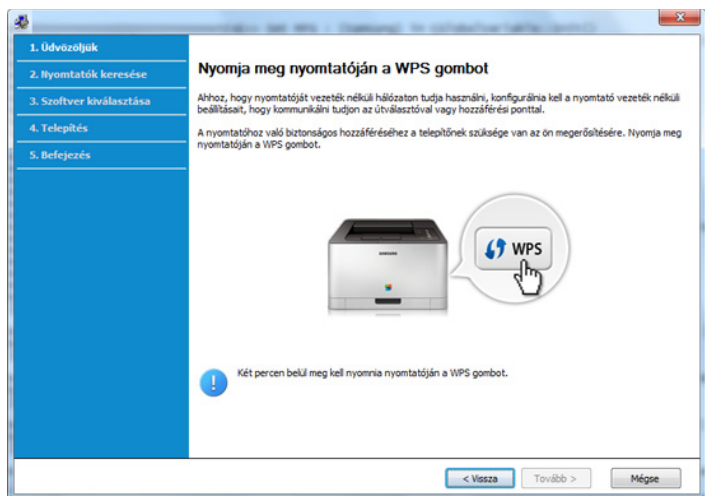 1. Üdvözöljük
2. Nyomtatók keresése
3. Szoftver kiválasztása
4. Telepítés
5. Befejezés
Nyomja meg nyomtatóján a WPS gombot
Ahhoz, hogy nyomtatóját vezeték nélküli hálózaton tudja használni, konfigurálnia kell a nyomtató vezeték nélküli
beállításait, hogy kommunikálni tudjon az útválasztóval vagy hozzáférési ponttal.
A nyomtatóhoz való biztonságos hozzáféréséhez a telepítőnek szüksége van az ön megerősítésére. Nyomja meg
nyomtatóján a WPS gombot.
SAMSUNG
WPS
Két percen belül meg kell nyomnia nyomtatóján a WPS gombot.
< Vissza
Tovább >
Mégse